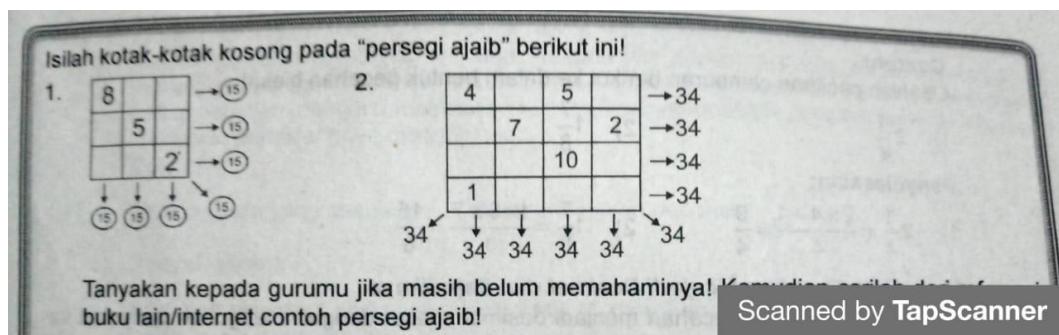 Isilah kotak-kotak kosong pada “persegi ajaib” berikut ini!
1.
8 15
5 15
2 15
15 15 15 15
2.
4 5 34
7 2 34
10 34
1 34
34 34 34 34 34 34
Tanyakan kepada gurumu jika masih belum memahaminya!
buku lain/internet contoh persegi ajaib!
Scanned by TapScanner